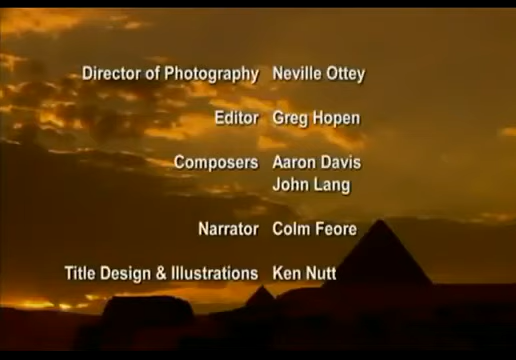 Director of Photography Neville Ottey
Editor Greg Hopen
Composers Aaron Davis
John Lang
Narrator Colm Feore
Title Design & Illustrations Ken Nutt